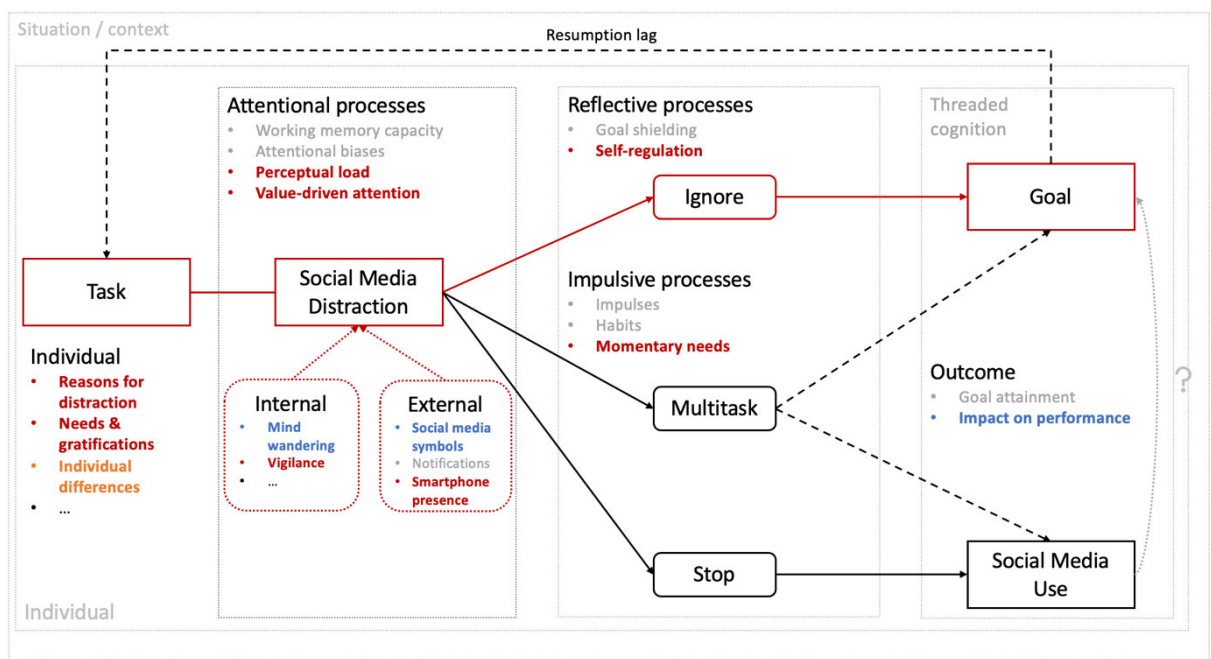 Situation / context
Resumption lag
Attentional processes
• Working memory capacity
• Attentional biases
• Perceptual load
• Value-driven attention
Reflective processes
• Goal shielding
• Self-regulation
Threaded
cognition
Ignore
Goal
Task
Social Media
Distraction
Impulsive processes
• Impulses
• Habits
• Momentary needs
Individual
• Reasons for
distraction
• Needs &
gratifications
• Individual
differences
• ...
Internal
• Mind
wandering
• Vigilance
• ...
External
• Social media
symbols
• Notifications
• Smartphone
presence
Multitask
Outcome
• Goal attainment
• Impact on performance
?
Stop
Social Media
Use
Individual